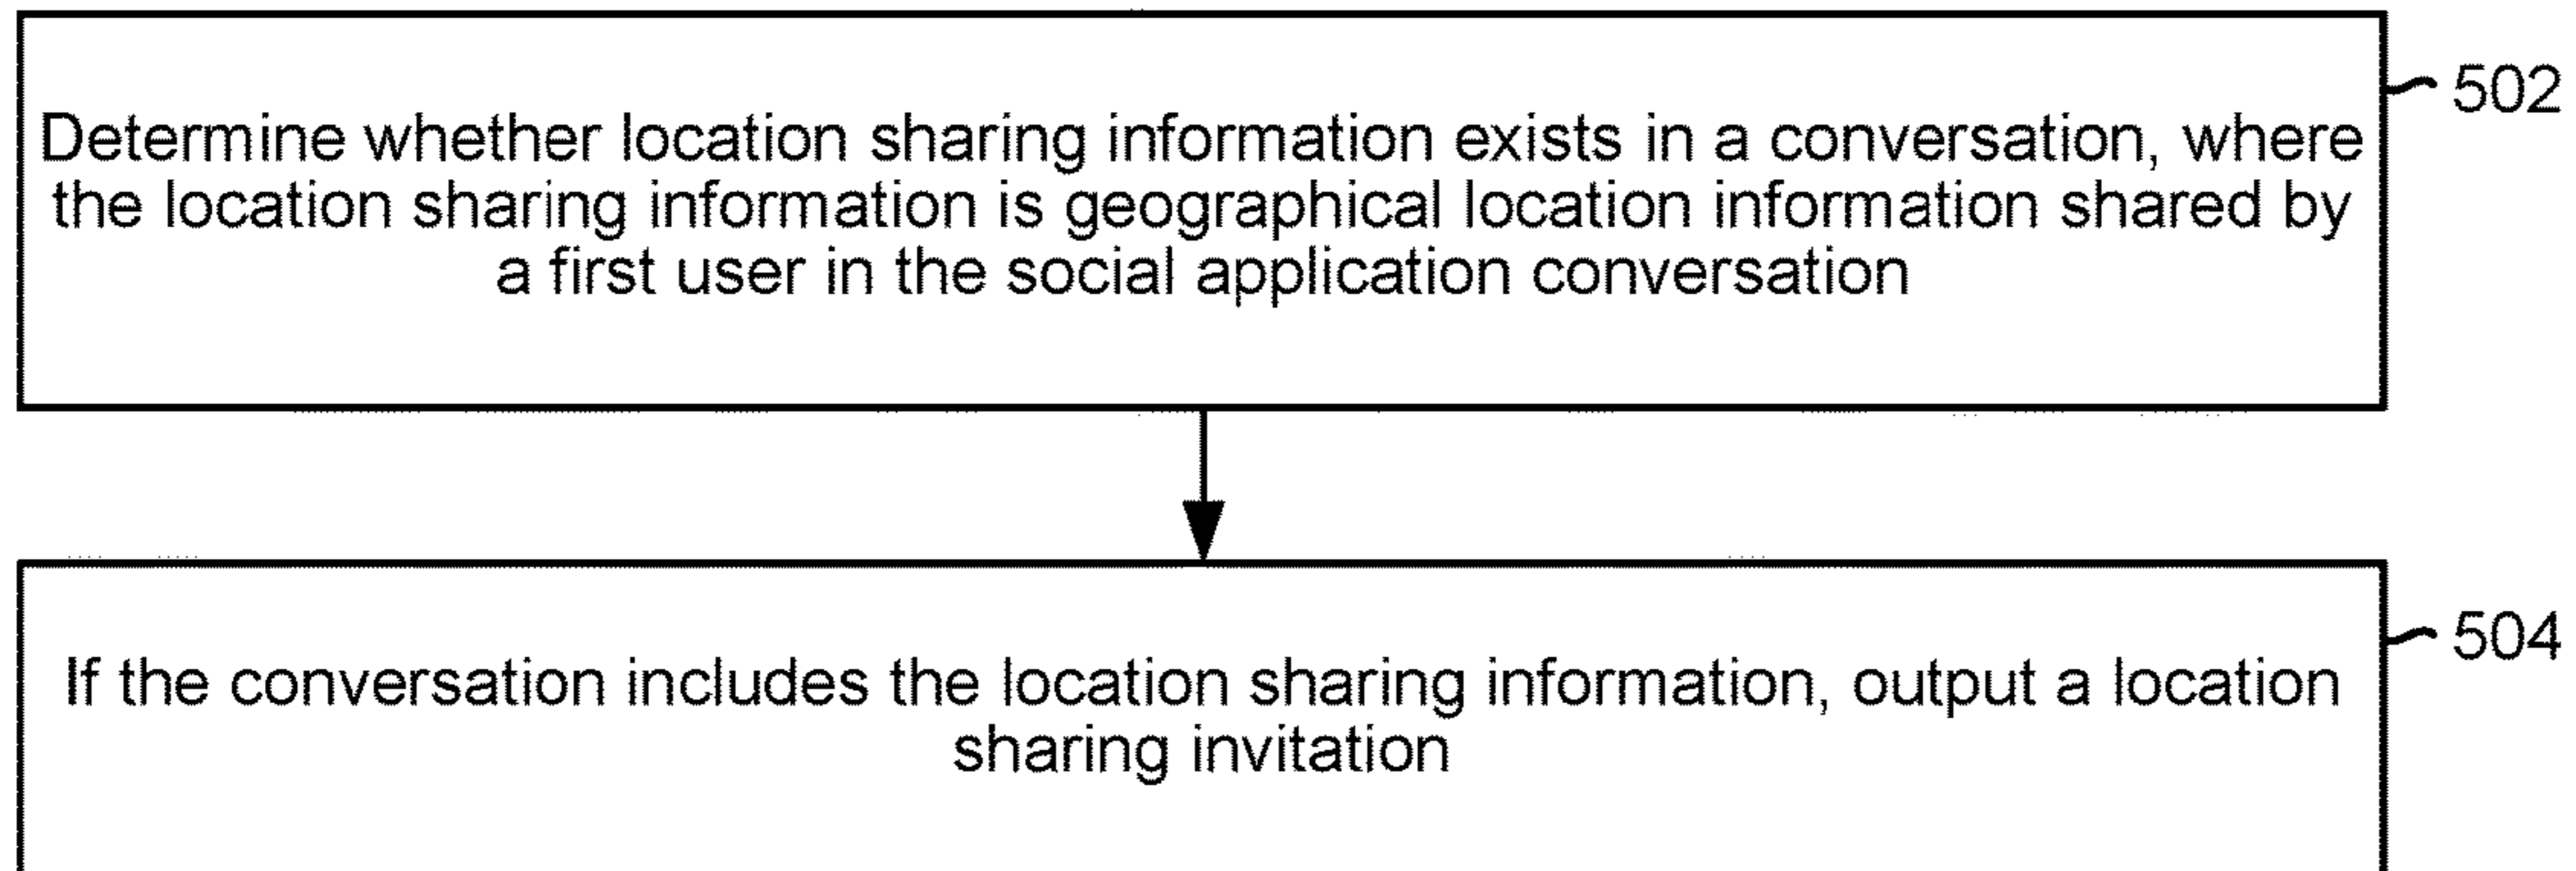 502
Determine whether location sharing information exists in a conversation, where
the location sharing information is geographical location information shared by
a first user in the social application conversation
504
If the conversation includes the location sharing information, output a location
sharing invitation